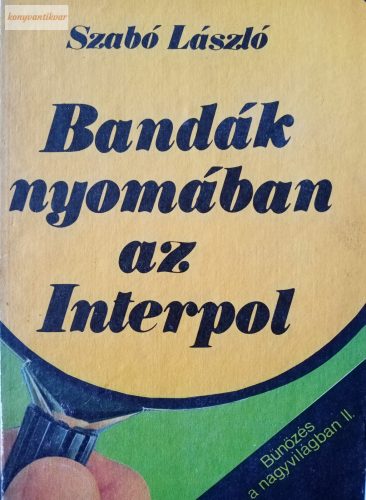 konyvantikvar
Szabó László
Bandák
nyomában
az
Interpol
Bűnözés
a nagyvilágban II.